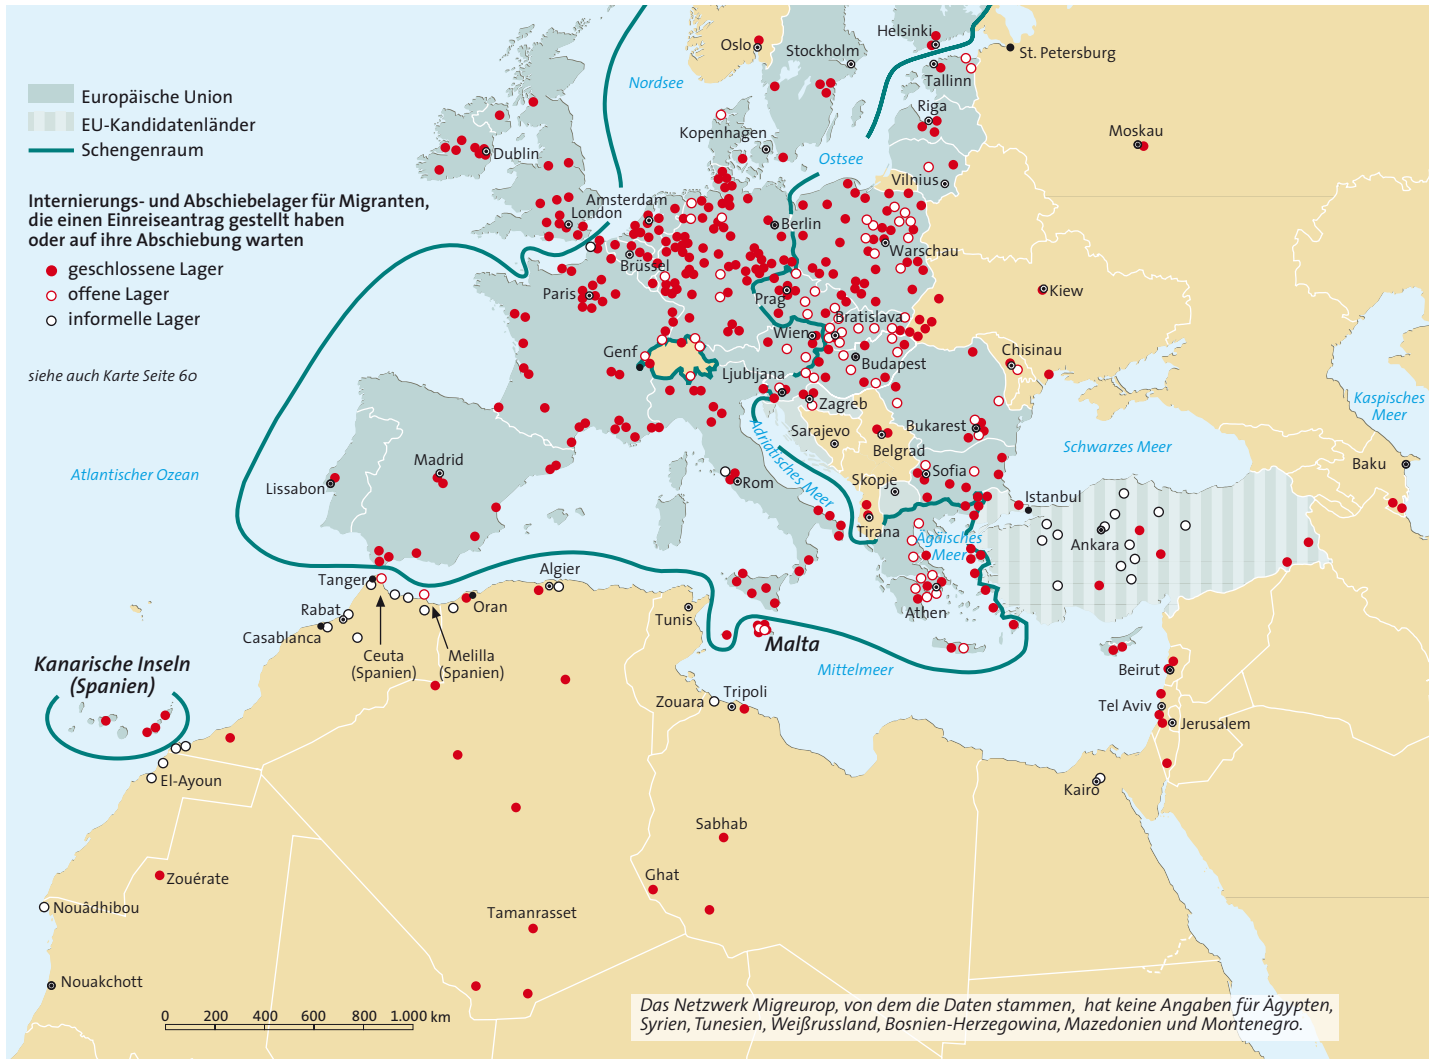 Europäische Union
EU-Kandidatenländer
Schengenraum
Internierungs- und Abschiebelager für Migranten,
die einen Einreiseantrag gestellt haben
oder auf ihre Abschiebung warten
geschlossene Lager
offene Lager
informelle Lager
siehe auch Karte Seite 60
Oslo
Stockholm
Helsinki
St. Petersburg
Tallinn
Nordsee
Riga
Kopenhagen
Moskau
Dublin
Ostsee
Vilnius
Amsterdam
London
Berlin
Warschau
Brüssel
Paris
Prag
Kiew
Bratislava
Wien
Genf
Budapest
Chisinau
Ljubljana
Zagreb
Kaspisches
Meer
Sarajevo
Bukarest
Belgrad
Schwarzes Meer
Adriatisches Meer
Atlantischer Ozean
Madrid
Lissabon
Rom
Sofia
Skopje
Baku
Istanbul
Tirana
Ägäisches
Meer
Ankara
Tanger
Algier
Oran
Athen
Rabat
Casablanca
Tunis
Malta
Ceuta
(Spanien)
Melilla
(Spanien)
Mittelmeer
Kanarische Inseln
(Spanien)
Beirut
Zouara
Tripoli
Tel Aviv
Jerusalem
El-Ayoun
Kairo
Sabhab
Zouérate
Ghat
Nouâdhibou
Tamanrasset
Nouakchott
0 200 400 600 800 1.000 km
Das Netzwerk Migreurop, von dem die Daten stammen, hat keine Angaben für Ägypten,
Syrien, Tunesien, Weißrussland, Bosnien-Herzegowina, Mazedonien und Montenegro.